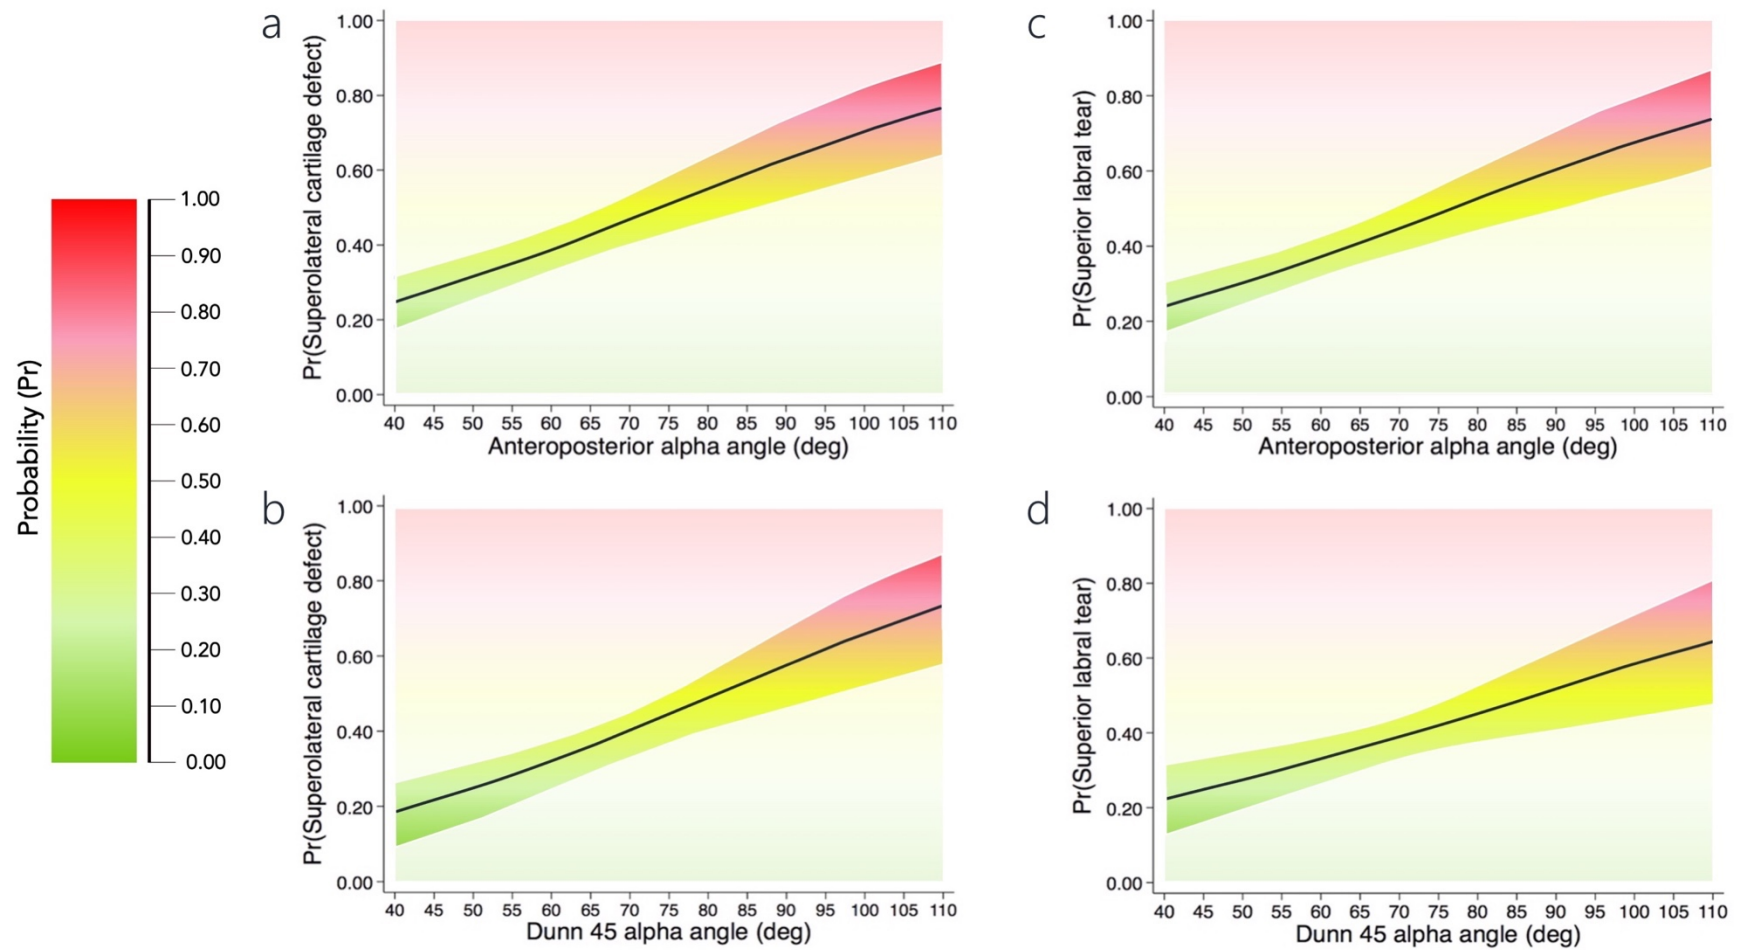 Probability (Pr)
1.00
0.90
0.80
0.70
0.60
0.50
0.40
0.30
0.20
0.10
0.00
a
Pr(Superolateral cartilage defect)
1.00
0.80
0.60
0.40
0.20
0.00
40 45 50 55 60 65 70 75 80 85 90 95 100 105 110
Anteroposterior alpha angle (deg)
c
Pr(Superior labral tear)
1.00
0.80
0.60
0.40
0.20
0.00
40 45 50 55 60 65 70 75 80 85 90 95 100 105 110
Anteroposterior alpha angle (deg)
b
Pr(Superolateral cartilage defect)
1.00
0.80
0.60
0.40
0.20
0.00
40 45 50 55 60 65 70 75 80 85 90 95 100 105 110
Dunn 45 alpha angle (deg)
d
Pr(Superior labral tear)
1.00
0.80
0.60
0.40
0.20
0.00
40 45 50 55 60 65 70 75 80 85 90 95 100 105 110
Dunn 45 alpha angle (deg)